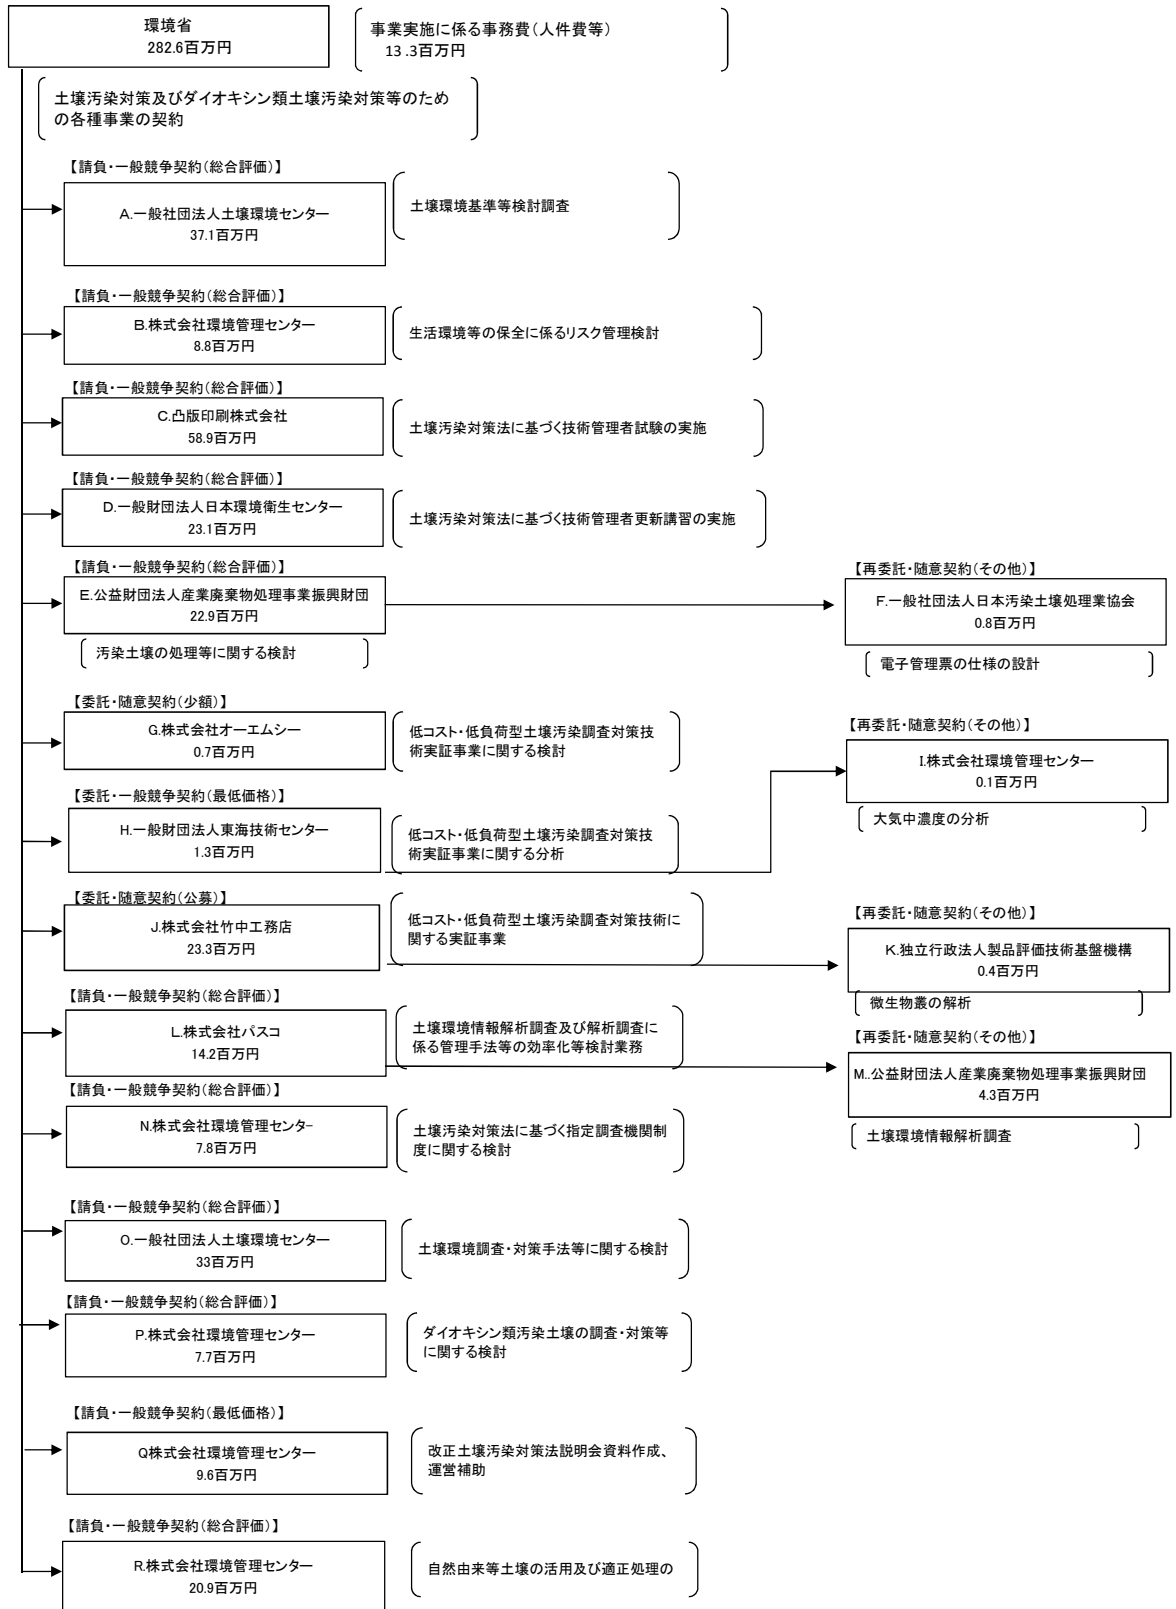 環境省
282.6百万円
事業実施に係る事務費(人件費等)
13 .3百万円
土壌汚染対策及びダイオキシン類土壌汚染対策等のため
の各種事業の契約
【請負・一般競争契約(総合評価)】
A.一般社団法人土壌環境センター
37.1百万円
土壌環境基準等検討調査
【請負・一般競争契約(総合評価)】
B.株式会社環境管理センター
8.8百万円
生活環境等の保全に係るリスク管理検討
【請負・一般競争契約(総合評価)】
C.凸版印刷株式会社
58.9百万円
土壌汚染対策法に基づく技術管理者試験の実施
【請負・一般競争契約(総合評価)】
D.一般財団法人日本環境衛生センター
23.1百万円
土壌汚染対策法に基づく技術管理者更新講習の実施
【請負・一般競争契約(総合評価)】
E.公益財団法人産業廃棄物処理事業振興財団
22.9百万円
汚染土壌の処理等に関する検討
【再委託・随意契約(その他)】
F.一般社団法人日本汚染土壌処理業協会
0.8百万円
電子管理票の仕様の設計
【委託・随意契約(少額)】
G.株式会社オーエムシー
0.7百万円
低コスト・低負荷型土壌汚染調査対策技
術実証事業に関する検討
【再委託・随意契約(その他)】
I.株式会社環境管理センター
0.1百万円
大気中濃度の分析
【委託・一般競争契約(最低価格)】
H.一般財団法人東海技術センター
1.3百万円
低コスト・低負荷型土壌汚染調査対策技
術実証事業に関する分析
【委託・随意契約(公募)】
J.株式会社竹中工務店
23.3百万円
低コスト・低負荷型土壌汚染調査対策技術に
関する実証事業
【再委託・随意契約(その他)】
K.独立行政法人製品評価技術基盤機構
0.4百万円
微生物叢の解析
【請負・一般競争契約(総合評価)】
L.株式会社パスコ
14.2百万円
土壌環境情報解析調査及び解析調査に
係る管理手法等の効率化等検討業務
【再委託・随意契約(その他)】
M..公益財団法人産業廃棄物処理事業振興財団
4.3百万円
土壌環境情報解析調査
【請負・一般競争契約(総合評価)】
N.株式会社環境管理センタ-
7.8百万円
土壌汚染対策法に基づく指定調査機関制
度に関する検討
【請負・一般競争契約(総合評価)】
O.一般社団法人土壌環境センター
33百万円
土壌環境調査・対策手法等に関する検討
【請負・一般競争契約(総合評価)】
P.株式会社環境管理センター
7.7百万円
ダイオキシン類汚染土壌の調査・対策等
に関する検討
【請負・一般競争契約(最低価格)】
Q株式会社環境管理センター
9.6百万円
改正土壌汚染対策法説明会資料作成、
運営補助
【請負・一般競争契約(総合評価)】
R.株式会社環境管理センター
20.9百万円
自然由来等土壌の活用及び適正処理の